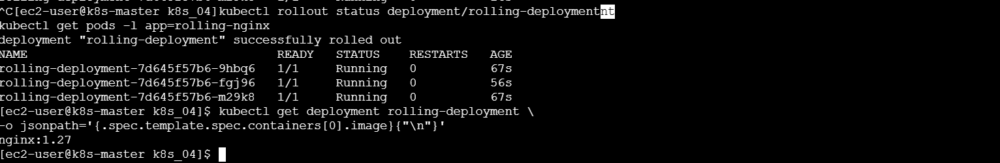 ^C[ec2-user@k8s-master k8s_04]kubectl rollout status deployment/rolling-deploymentnt
kubectl get pods -l app=rolling-nginx
deployment "rolling-deployment" successfully rolled out
NAME READY STATUS RESTARTS AGE
rolling-deployment-7d645f57b6-9hbq6 1/1 Running 0 67s
rolling-deployment-7d645f57b6-fgj96 1/1 Running 0 56s
rolling-deployment-7d645f57b6-m29k8 1/1 Running 0 67s
[ec2-user@k8s-master k8s_04]$ kubectl get deployment rolling-deployment \
-o jsonpath='{.spec.template.spec.containers[0].image}{"\n"}'
nginx:1.27
[ec2-user@k8s-master k8s_04]$